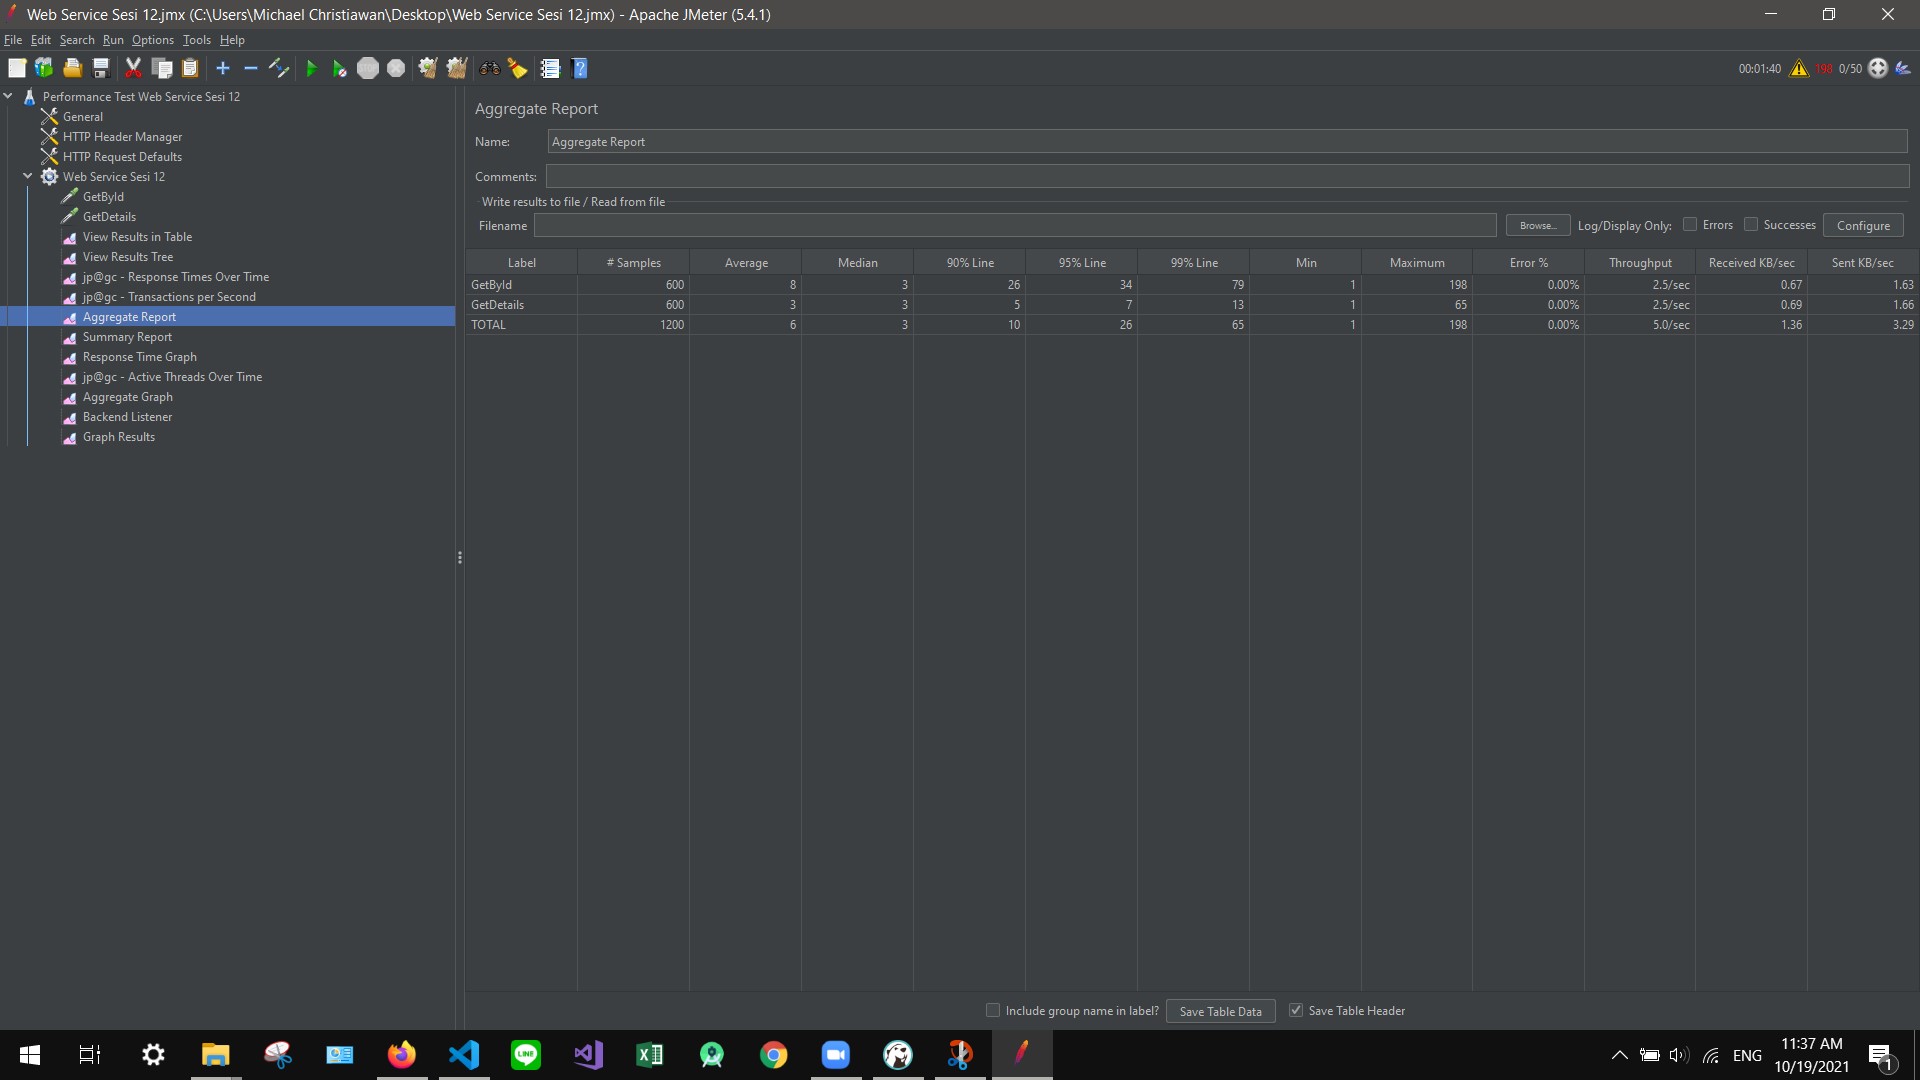 Web Service Sesi 12.jmx (C:\Users\Michael Christiawan\Desktop\Web Service Sesi 12.jmx) - Apache JMeter (5.4.1)
File Edit Search Run Options Tools Help
00:01:40 198 0/50
Performance Test Web Service Sesi 12
General
HTTP Header Manager
HTTP Request Defaults
Web Service Sesi 12
GetById
GetDetails
View Results in Table
View Results Tree
jp@gc - Response Times Over Time
jp@gc - Transactions per Second
Aggregate Report
Summary Report
Response Time Graph
jp@gc - Active Threads Over Time
Aggregate Graph
Backend Listener
Graph Results
Aggregate Report
Name: Aggregate Report
Comments:
Write results to file / Read from file
Filename Browse... Log/Display Only: Errors Successes Configure
Label # Samples Average Median 90% Line 95% Line 99% Line Min Maximum Error % Throughput Received KB/sec Sent KB/sec
GetById 600 8 3 26 34 79 1 198 0.00% 2.5/sec 0.67 1.63
GetDetails 600 3 3 5 7 13 1 65 0.00% 2.5/sec 0.69 1.66
TOTAL 1200 6 3 10 26 65 1 198 0.00% 5.0/sec 1.36 3.29
Include group name in label? Save Table Data Save Table Header
LINE
ENG
11:37 AM
10/19/2021
1